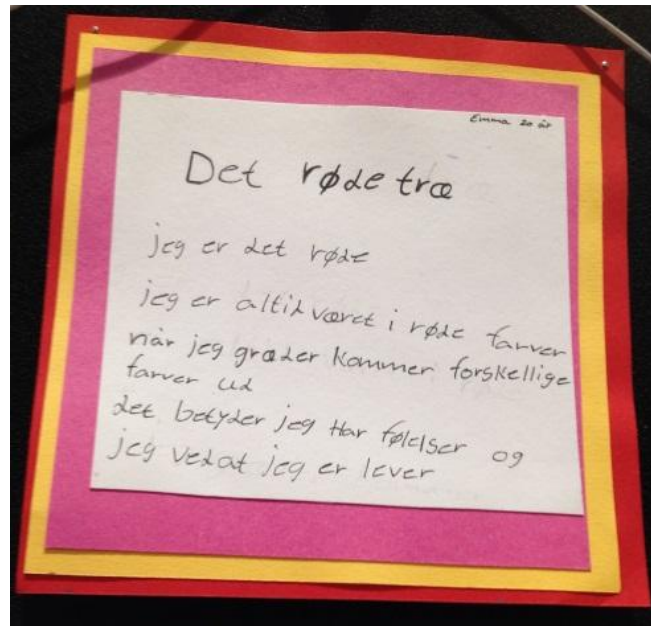 Emma 20 år
Det røde træ
jeg er det røde
jeg er altid været i røde farver
når jeg græder kommer forskellige
farver ud
det betyder jeg Har følelser og
jeg ved at jeg er lever